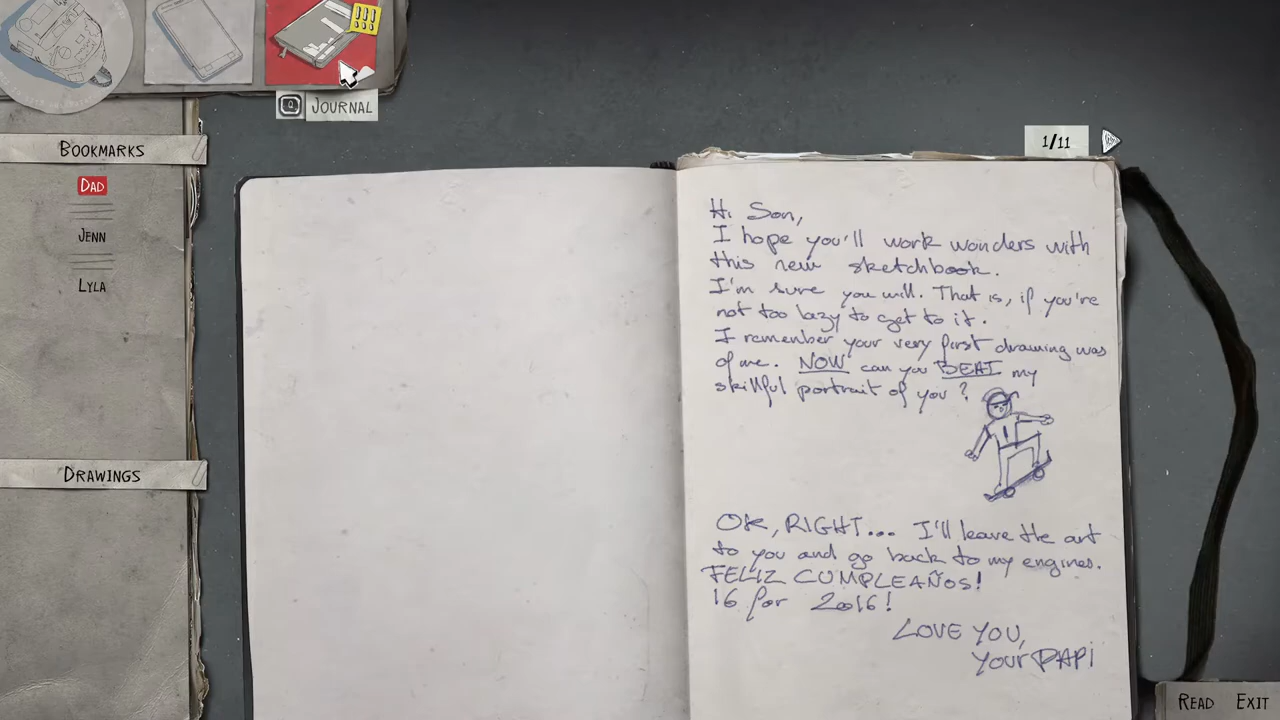 JOURNAL
BOOKMARKS
DAD
JENN
LYLA
DRAWINGS
1/11
Hi Son,
I hope you'll work wonders with
this new sketchbook.
I'm sure you will. That is, if you're
not too lazy to get to it.
I remember your very first drawing was
of me. NOW can you BEAT my
skillful portrait of you?
OK, RIGHT... I'll leave the art
to you and go back to my engines.
FELIZ CUMPLEAÑOS!
16 for 2016!
LOVE YOU,
Your PAPI
READ EXIT